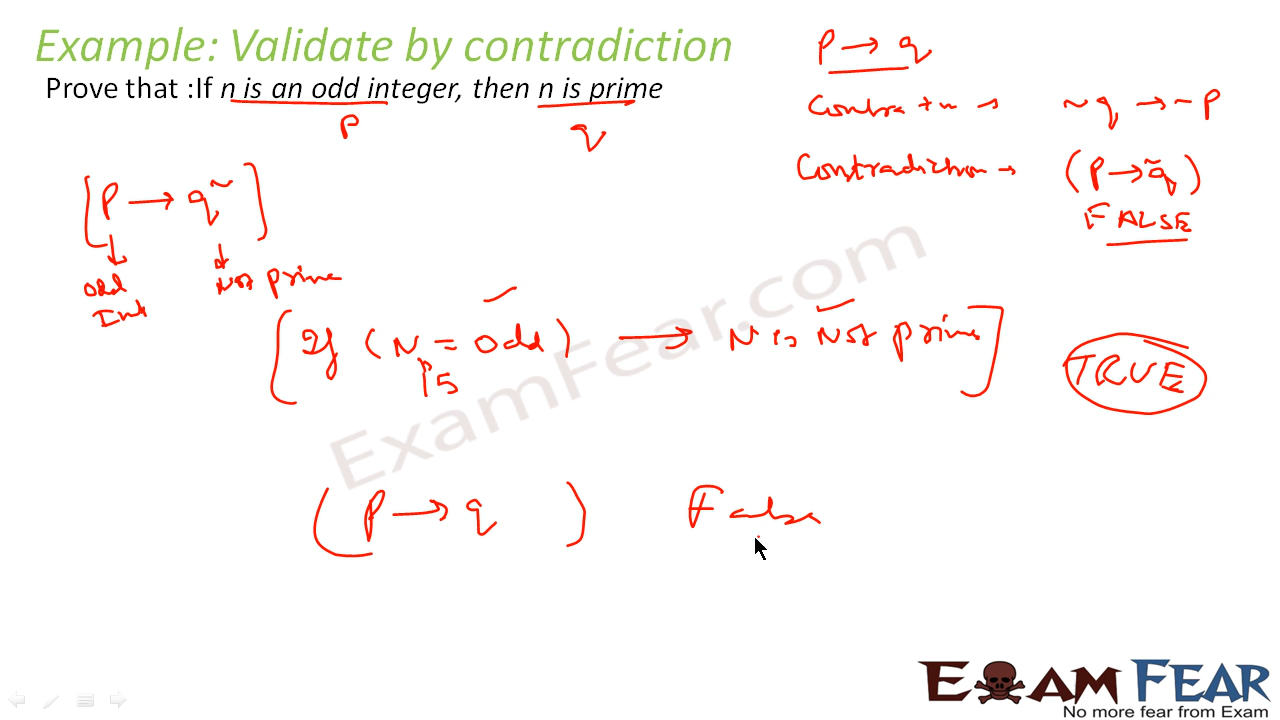 Example: Validate by contradiction
Prove that :If n is an odd integer, then n is prime
P q
P → q
~q → ~P
Contradiction → (P → ~q)
FALSE
[P → q~]
Odd Int
Not prime
[If (N = Odd) → N is Not prime]
15
TRUE
(P → q) False
ExamFear.com
EXAM FEAR
No more fear from Exam